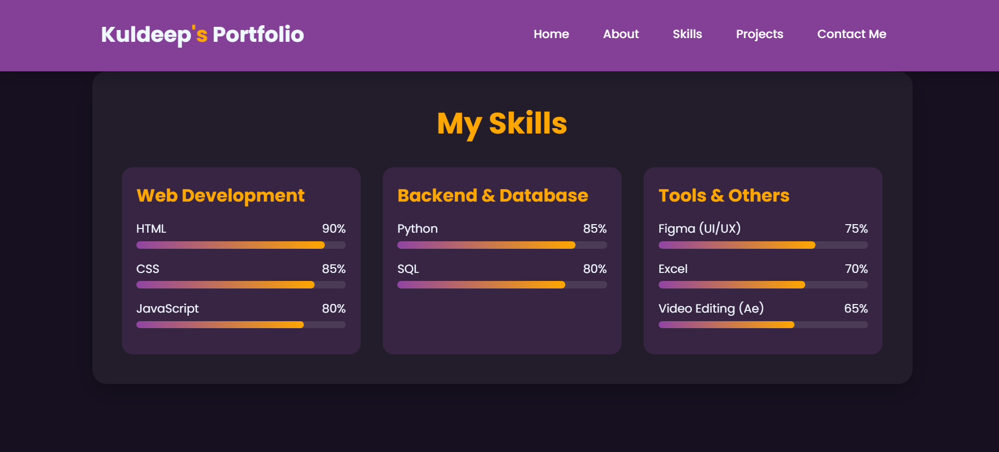 Kuldeep's Portfolio
Home About Skills Projects Contact Me
My Skills
Web Development
HTML 90%
CSS 85%
JavaScript 80%
Backend & Database
Python 85%
SQL 80%
Tools & Others
Figma (UI/UX) 75%
Excel 70%
Video Editing (Ae) 65%